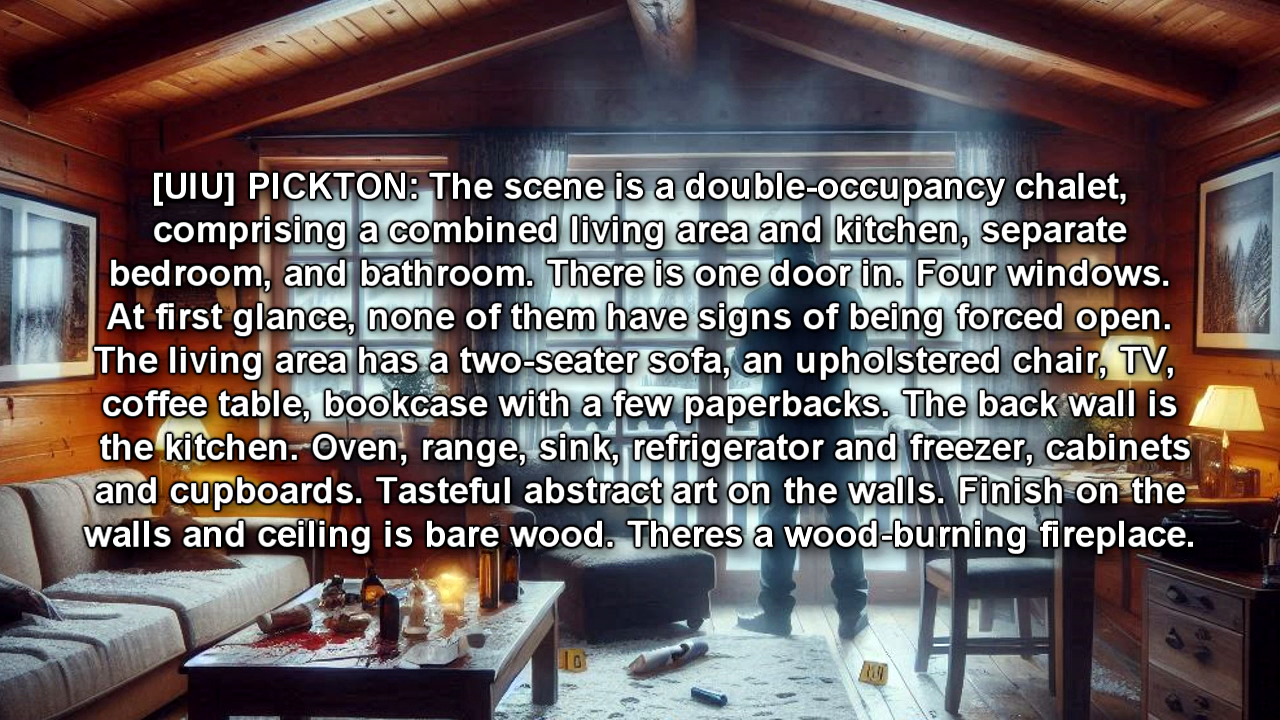 [UIU] PICKTON: The scene is a double-occupancy chalet,
comprising a combined living area and kitchen, separate
bedroom, and bathroom. There is one door in. Four windows.
At first glance, none of them have signs of being forced open.
The living area has a two-seater sofa, an upholstered chair, TV,
coffee table, bookcase with a few paperbacks. The back wall is
the kitchen. Oven, range, sink, refrigerator and freezer, cabinets
and cupboards. Tasteful abstract art on the walls. Finish on the
walls and ceiling is bare wood. Theres a wood-burning fireplace.